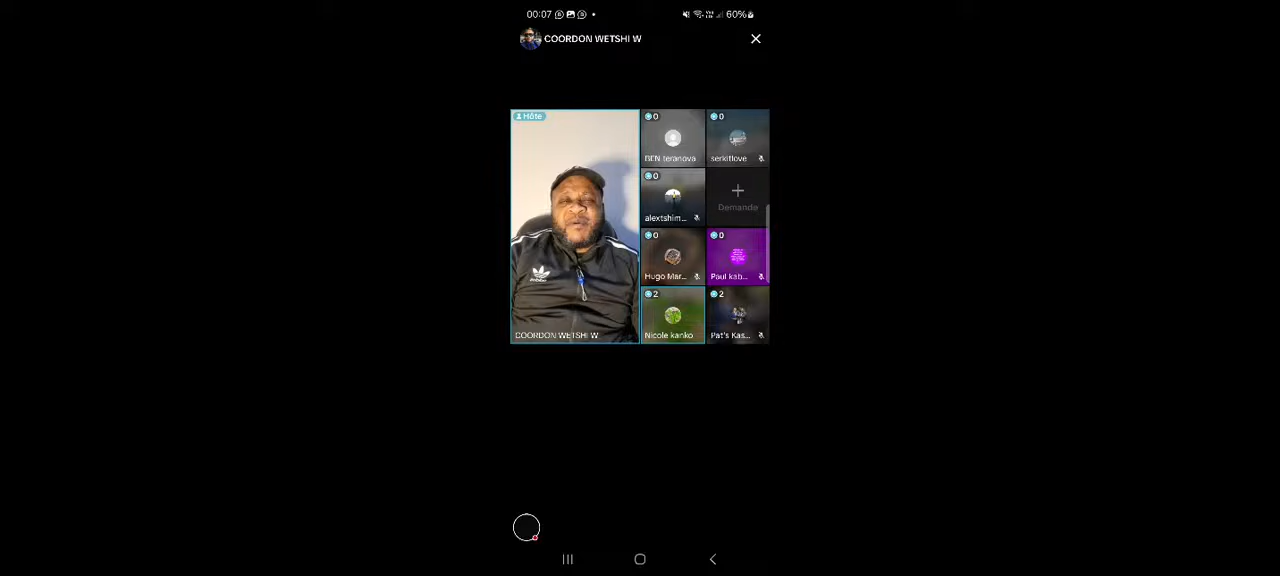 00:07
60%
COORDON WETSHI W
Hôte
0
0
BEN teranova
serkitlove
0
alextshim...
Demande
0
0
Hugo Mar...
Paul kab...
2
2
COORDON WETSHI W
Nicole kanko
Pat's Kas...